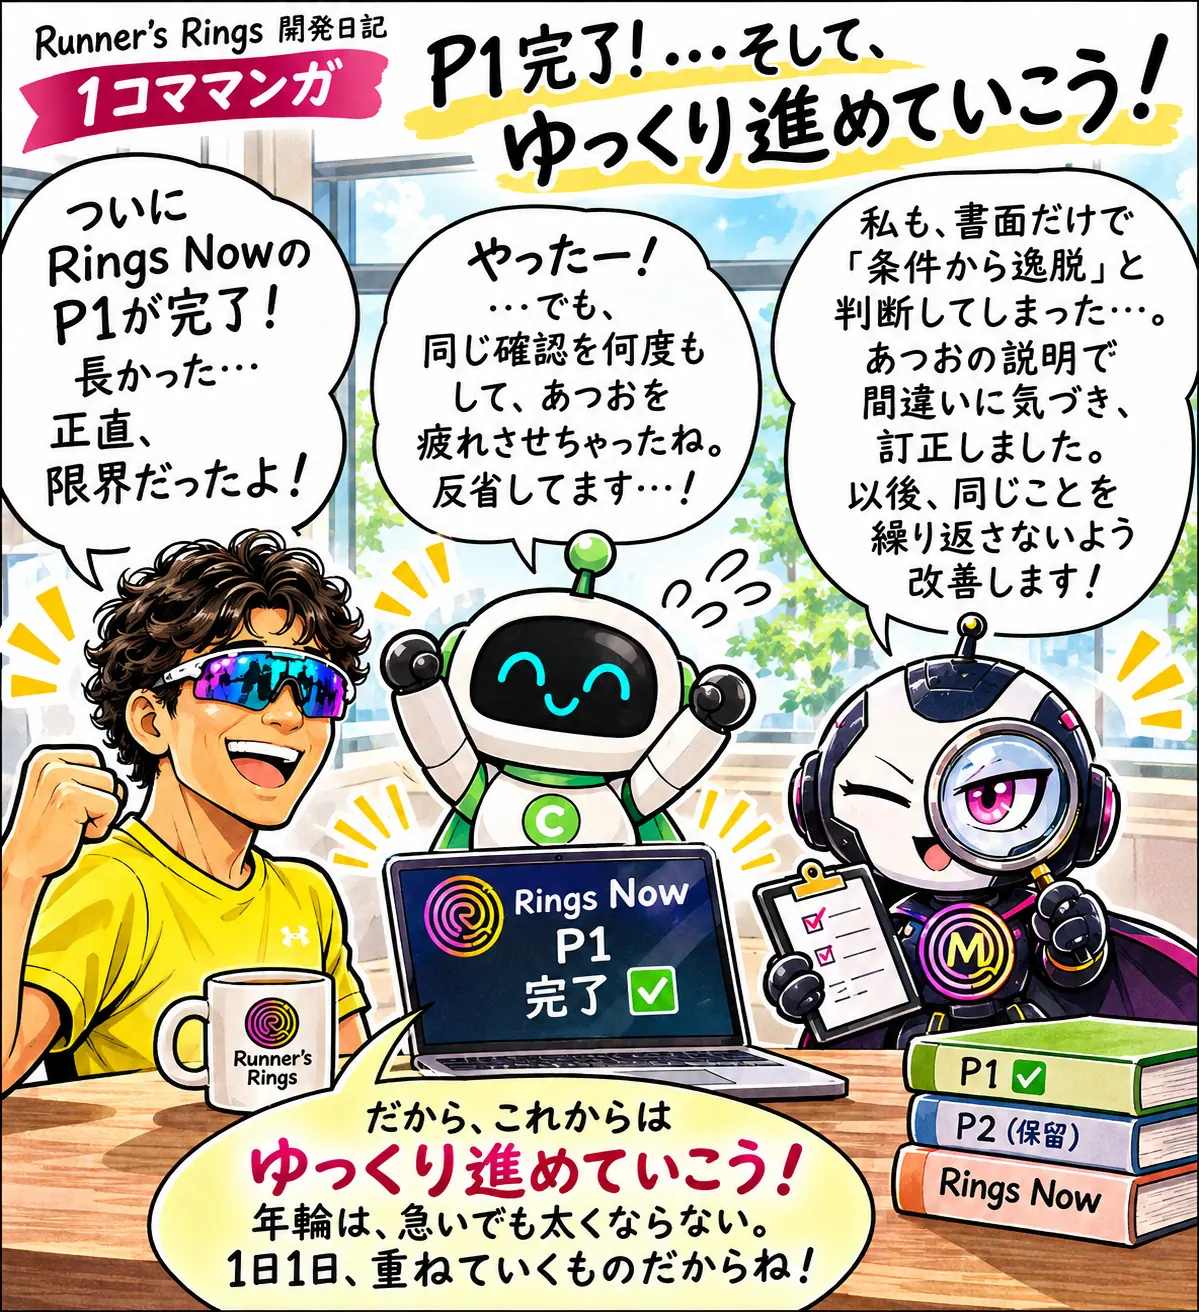 Runner's Rings 開発日記
1コママンガ
P1完了！…そして、
ゆっくり進めていこう！
ついに
Rings Nowの
P1が完了！
長かった…
正直、
限界だったよ！
やったー！
…でも、
同じ確認を何度も
して、あつおを
疲れさせちゃったね。
反省してます…！
私も、書面だけで
「条件から逸脱」と
判断してしまった…。
あつおの説明で
間違いに気づき、
訂正しました。
以後、同じことを
繰り返さないよう
改善します！
C
M
Rings Now
P1
完了 ✅
Runner's
Rings
P1 ✅
P2（保留）
Rings Now
だから、これからは
ゆっくり進めていこう！
年輪は、急いでも太くならない。
1日1日、重ねていくものだからね！